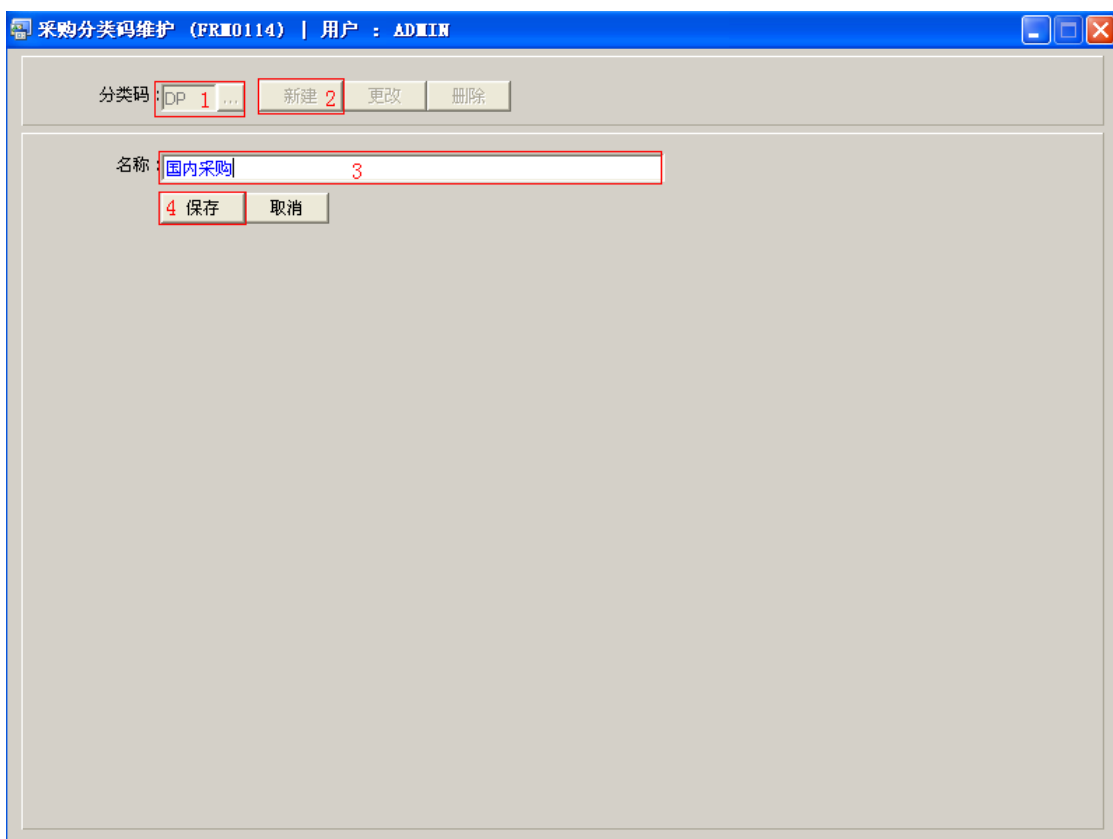 采购分类码维护 (FRM0114) | 用户 : ADMIN
分类码: DP 1 ... 新建 2 更改 删除
名称: 国内采购 3
4 保存 取消